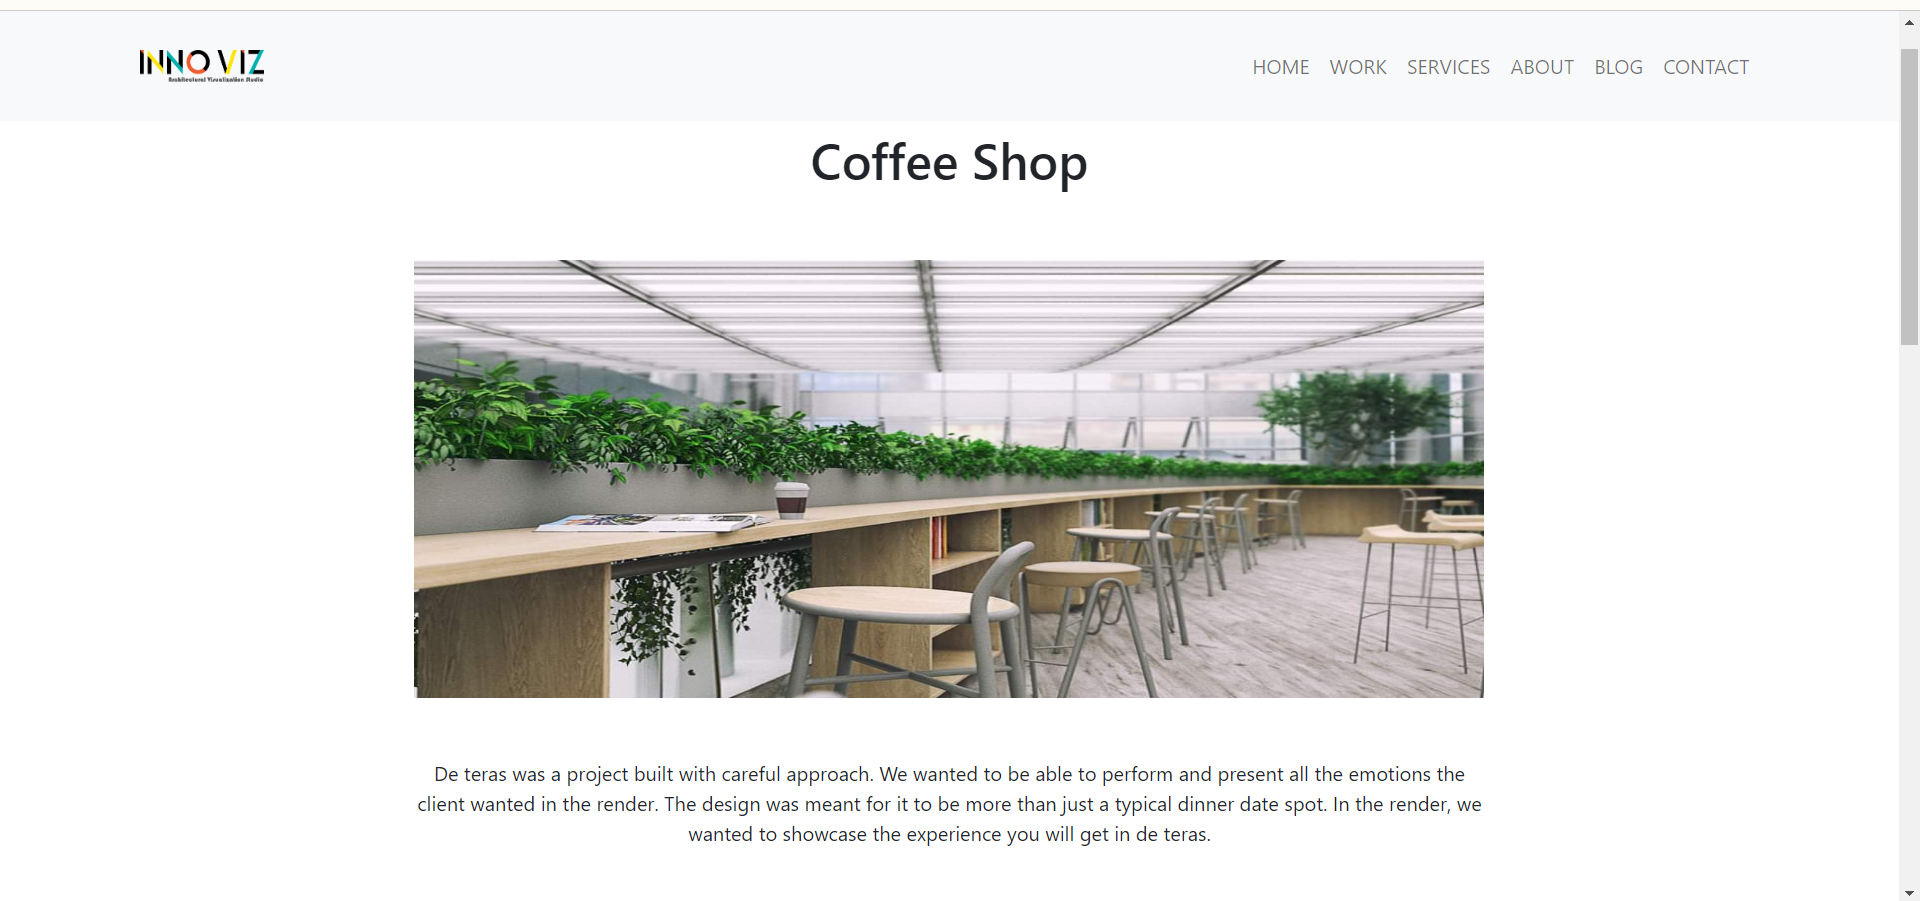 INNO VIZ
Architectural Visualization Studio
HOME WORK SERVICES ABOUT BLOG CONTACT
Coffee Shop
De teras was a project built with careful approach. We wanted to be able to perform and present all the emotions the
client wanted in the render. The design was meant for it to be more than just a typical dinner date spot. In the render, we
wanted to showcase the experience you will get in de teras.